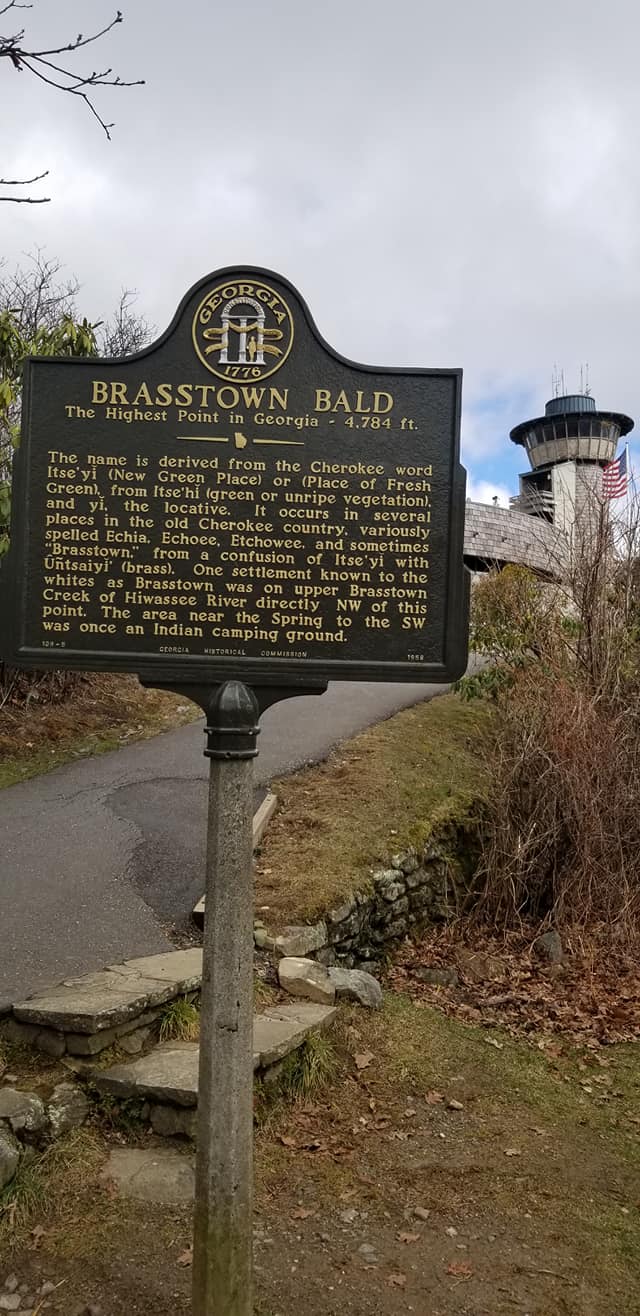 GEORGIA
1776
BRASSTOWN BALD
The Highest Point in Georgia - 4,784 ft.
The name is derived from the Cherokee word
Itse'yĭ (New Green Place) or (Place of Fresh
Green), from Itse'hĭ (green or unripe vegetation),
and yĭ, the locative. It occurs in several
places in the old Cherokee country, variously
spelled Echia, Echoee, Etchowee, and sometimes
"Brasstown," from a confusion of Itse'yĭ with
Ûñtsaiyĭ' (brass). One settlement known to the
whites as Brasstown was on upper Brasstown
Creek of Hiwassee River directly NW of this
point. The area near the Spring to the SW
was once an Indian camping ground.
GEORGIA HISTORICAL COMMISSION